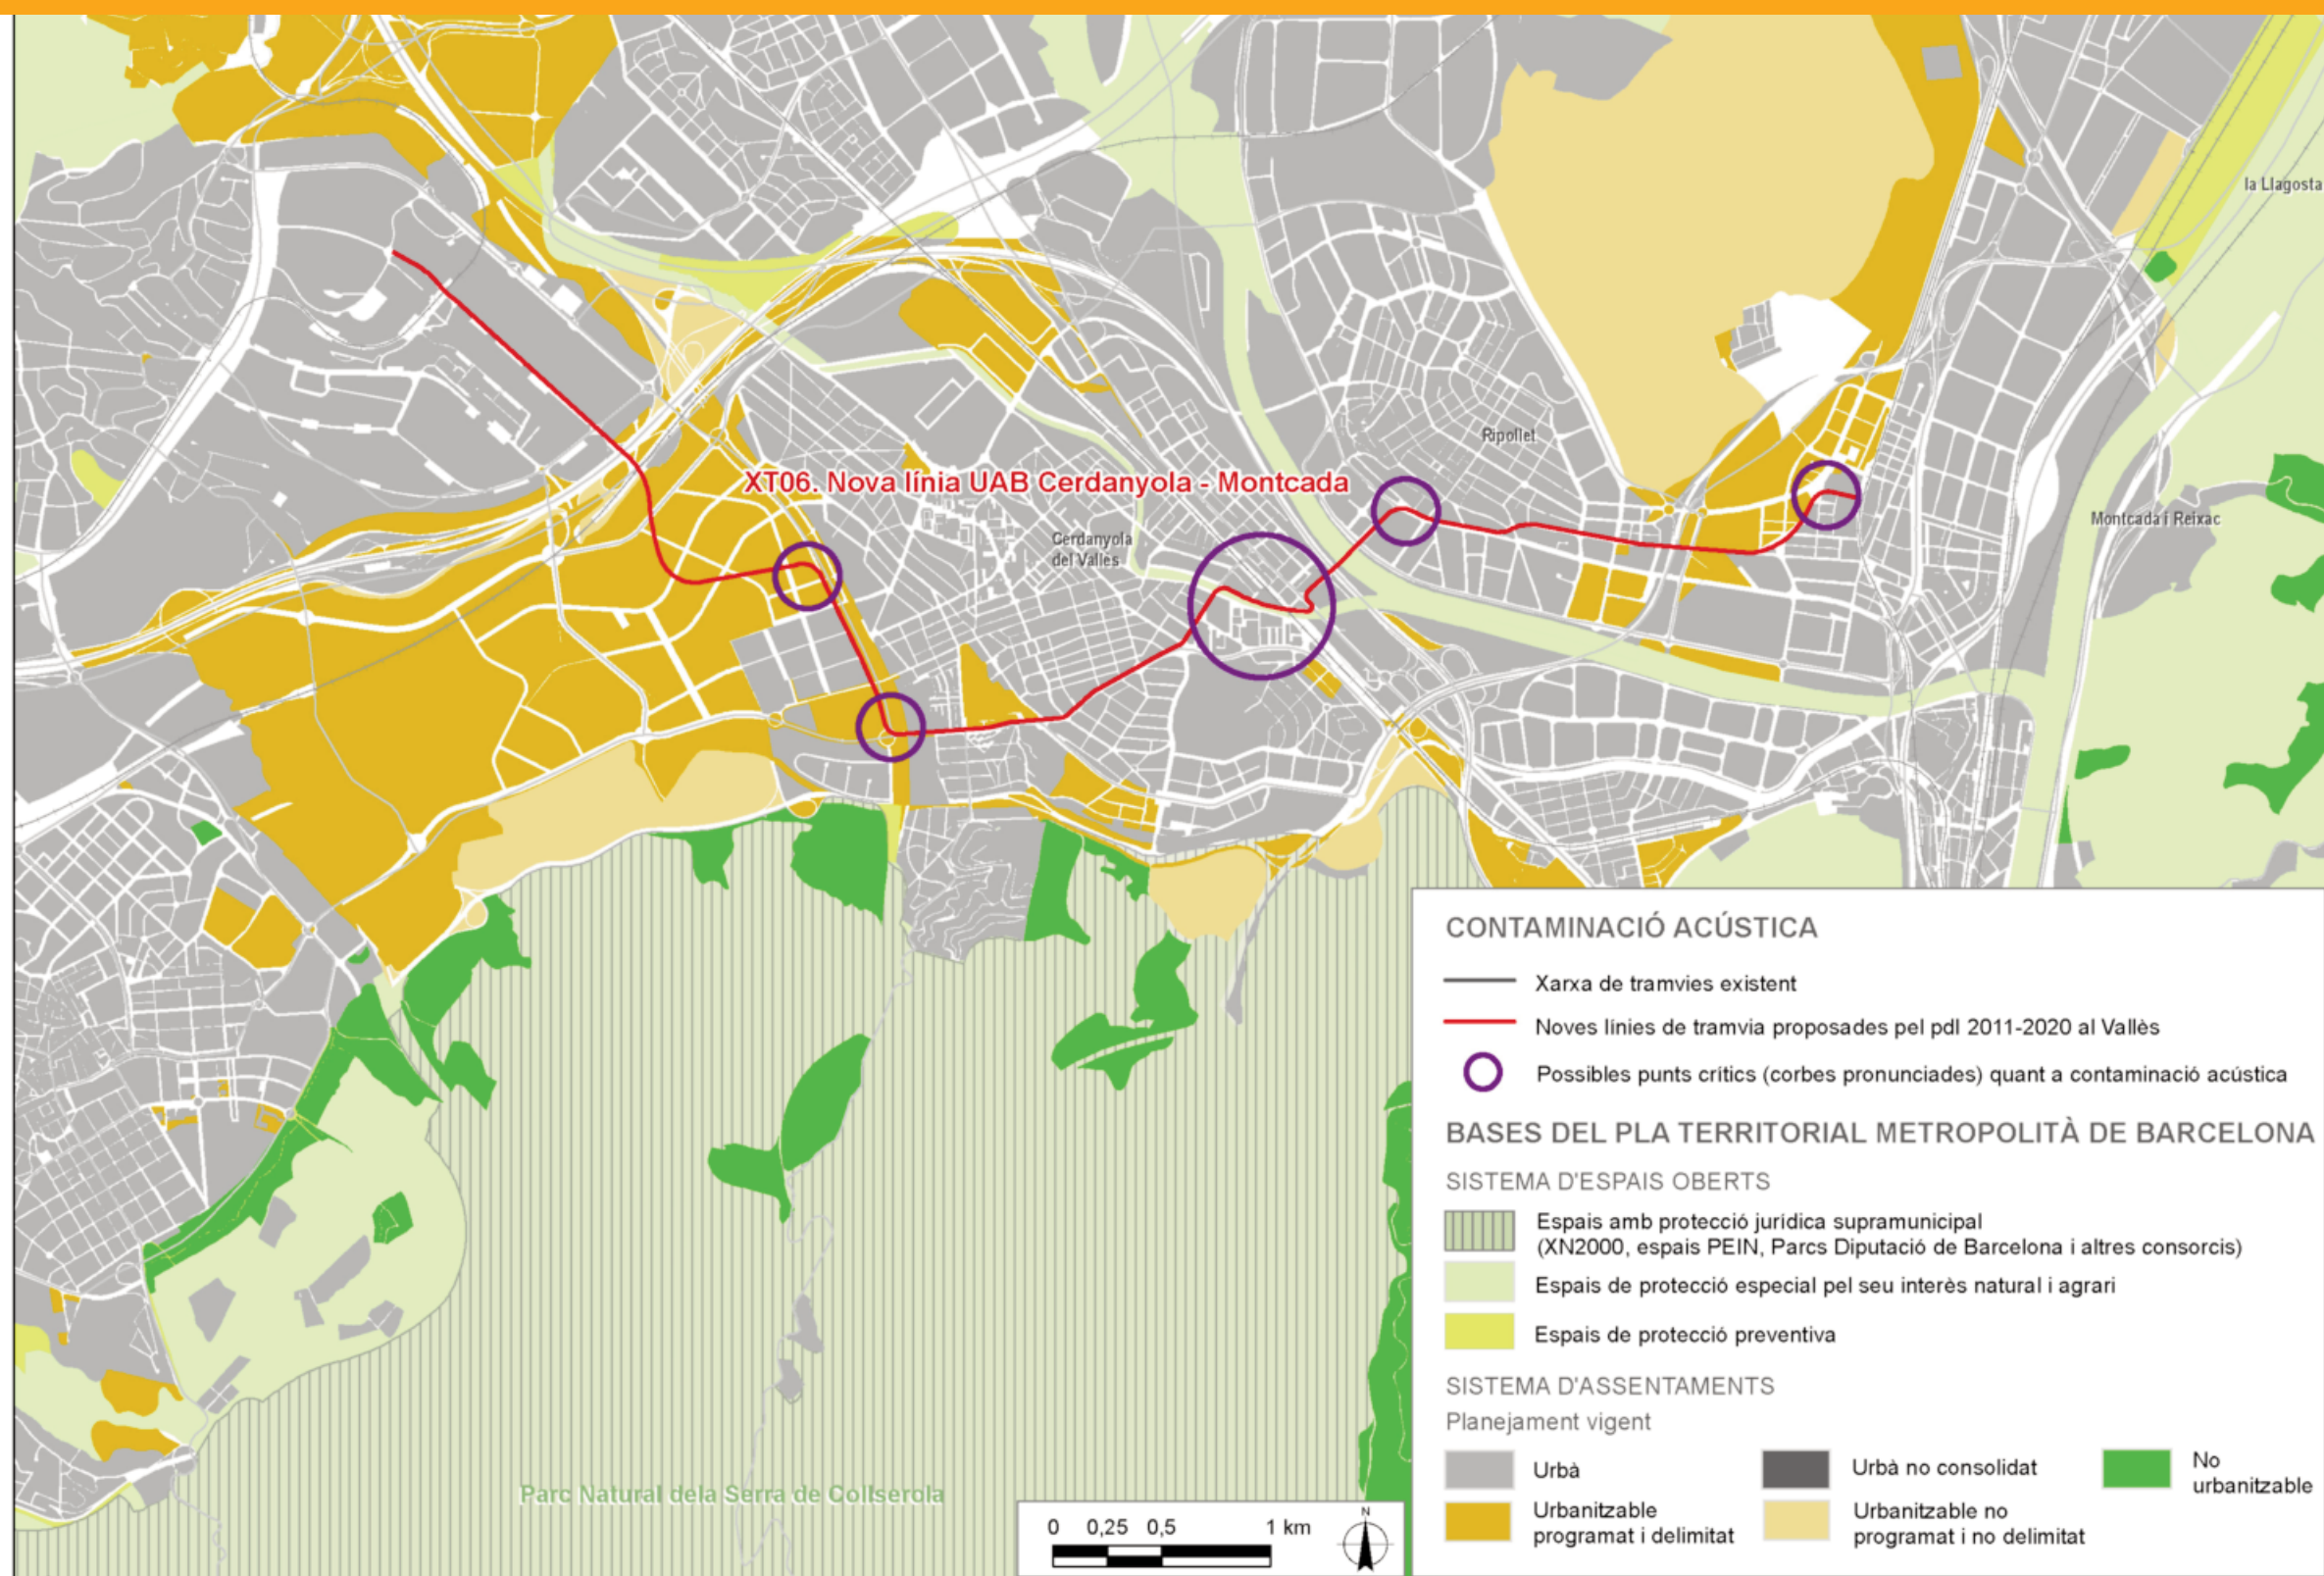 la Llagosta
Ripollet
XT06. Nova línia UAB Cerdanyola - Montcada
Montcada i Reixac
Cerdanyola
del Vallès
Parc Natural dela Serra de Collserola
0 0,25 0,5 1 km
N
CONTAMINACIÓ ACÚSTICA
Xarxa de tramvies existent
Noves línies de tramvia proposades pel pdI 2011-2020 al Vallès
Possibles punts crítics (corbes pronunciades) quant a contaminació acústica
BASES DEL PLA TERRITORIAL METROPOLITÀ DE BARCELONA
SISTEMA D'ESPAIS OBERTS
Espais amb protecció jurídica supramunicipal
(XN2000, espais PEIN, Parcs Diputació de Barcelona i altres consorcis)
Espais de protecció especial pel seu interès natural i agrari
Espais de protecció preventiva
SISTEMA D'ASSENTAMENTS
Planejament vigent
Urbà
Urbà no consolidat
No
urbanitzable
Urbanitzable
programat i delimitat
Urbanitzable no
programat i no delimitat